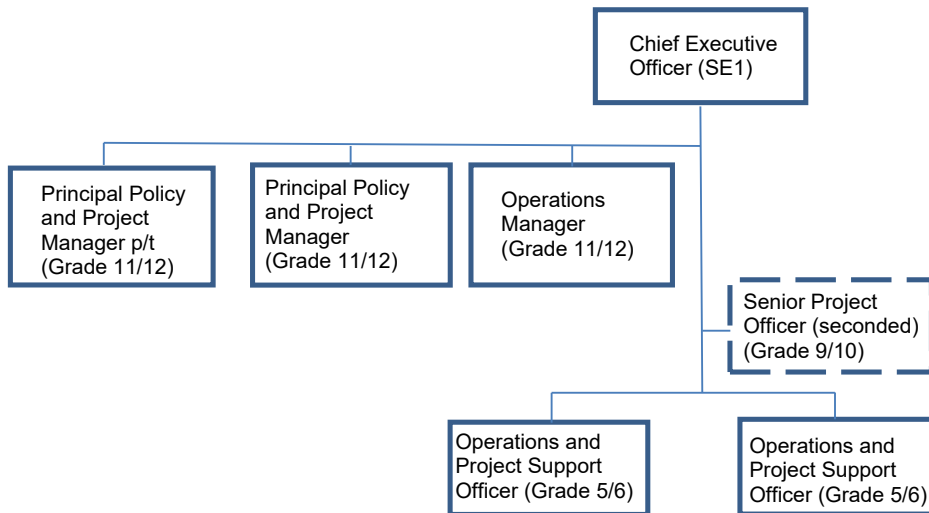 Chief Executive
Officer (SE1)
Principal Policy
and Project
Manager p/t
(Grade 11/12)
Principal Policy
and Project
Manager
(Grade 11/12)
Operations
Manager
(Grade 11/12)
Senior Project
Officer (seconded)
(Grade 9/10)
Operations and
Project Support
Officer (Grade 5/6)
Operations and
Project Support
Officer (Grade 5/6)